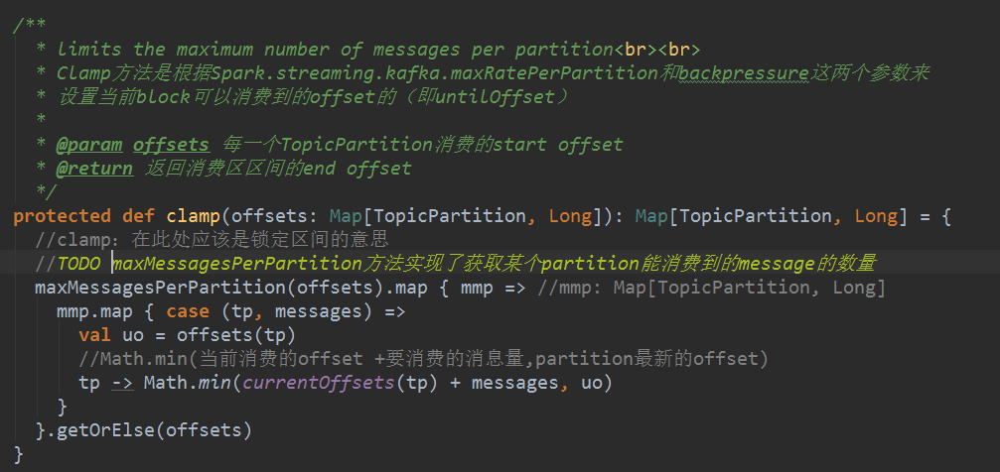 /**
* limits the maximum number of messages per partition<br><br>
* Clamp方法是根据Spark.streaming.kafka.maxRatePerPartition和backpressure这两个参数来
* 设置当前block可以消费到的offset的（即untilOffset）
*
* @param offsets 每一个TopicPartition消费的start offset
* @return 返回消费区区间的end offset
*/
protected def clamp(offsets: Map[TopicPartition, Long]): Map[TopicPartition, Long] = {
//clamp：在此处应该是锁定区间的意思
//TODO maxMessagesPerPartition方法实现了获取某个partition能消费到的message的数量
maxMessagesPerPartition(offsets).map { mmp => //mmp: Map[TopicPartition, Long]
mmp.map { case (tp, messages) =>
val uo = offsets(tp)
//Math.min(当前消费的offset +要消费的消息量,partition最新的offset)
tp -> Math.min(currentOffsets(tp) + messages, uo)
}
}.getOrElse(offsets)
}